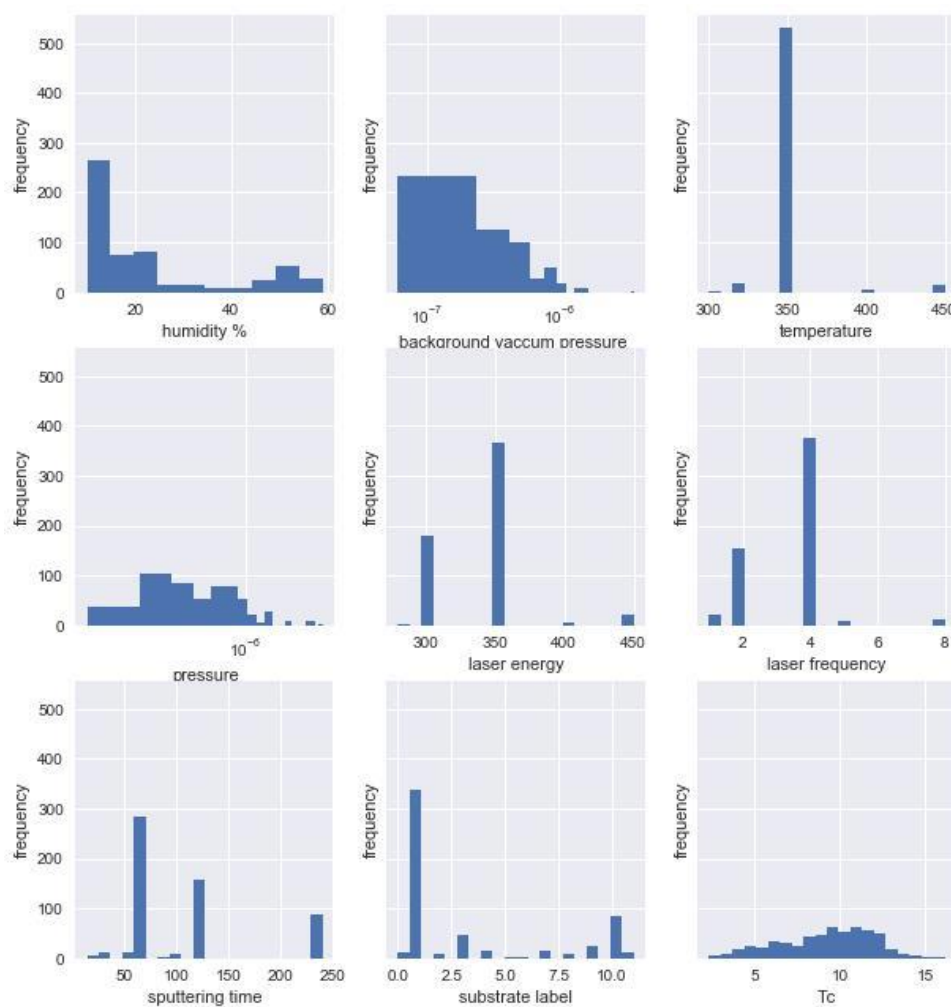 500
400
300
200
100
0
frequency
20 40 60
humidity %
frequency
10⁻⁷ 10⁻⁶
background vaccum pressure
frequency
300 350 400 450
temperature
500
400
300
200
100
0
frequency
10⁻⁶
pressure
frequency
300 350 400 450
laser energy
frequency
2 4 6 8
laser frequency
500
400
300
200
100
0
frequency
50 100 150 200 250
sputtering time
frequency
0.0 2.5 5.0 7.5 10.0
substrate label
frequency
5 10 15
Tc